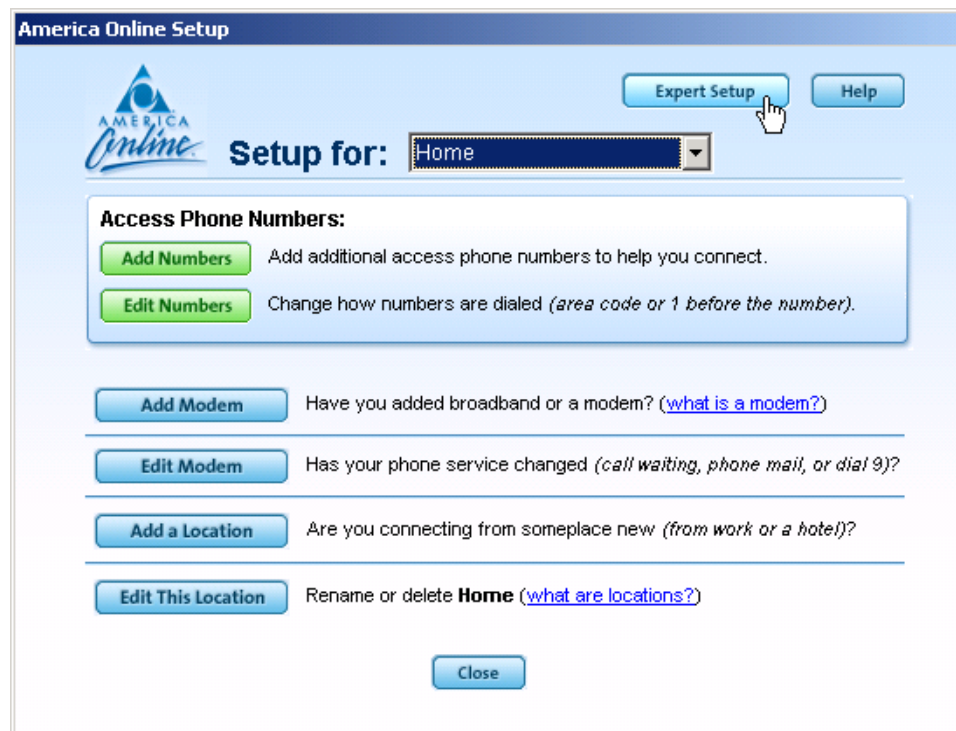 America Online Setup
Expert Setup
Help
AMERICA
Online.
Setup for:
Home
Access Phone Numbers:
Add Numbers
Add additional access phone numbers to help you connect.
Edit Numbers
Change how numbers are dialed (area code or 1 before the number).
Add Modem
Have you added broadband or a modem? (what is a modem?)
Edit Modem
Has your phone service changed (call waiting, phone mail, or dial 9)?
Add a Location
Are you connecting from someplace new (from work or a hotel)?
Edit This Location
Rename or delete Home (what are locations?)
Close